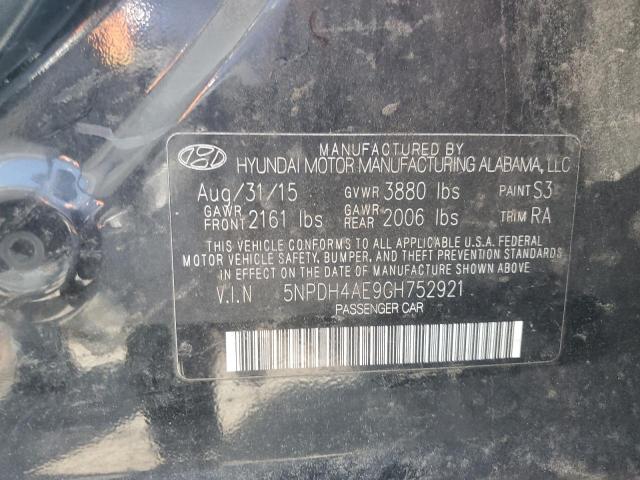 MANUFACTURED BY
HYUNDAI MOTOR MANUFACTURING ALABAMA, LLC
Aug/31/15 GVWR 3880 lbs PAINT S3
GAWR FRONT 2161 lbs GAWR REAR 2006 lbs TRIM RA
THIS VEHICLE CONFORMS TO ALL APPLICABLE U.S.A. FEDERAL
MOTOR VEHICLE SAFETY, BUMPER, AND THEFT PREVENTION STANDARDS
IN EFFECT ON THE DATE OF MANUFACTURE SHOWN ABOVE
V.I.N 5NPDH4AE9GH752921
PASSENGER CAR